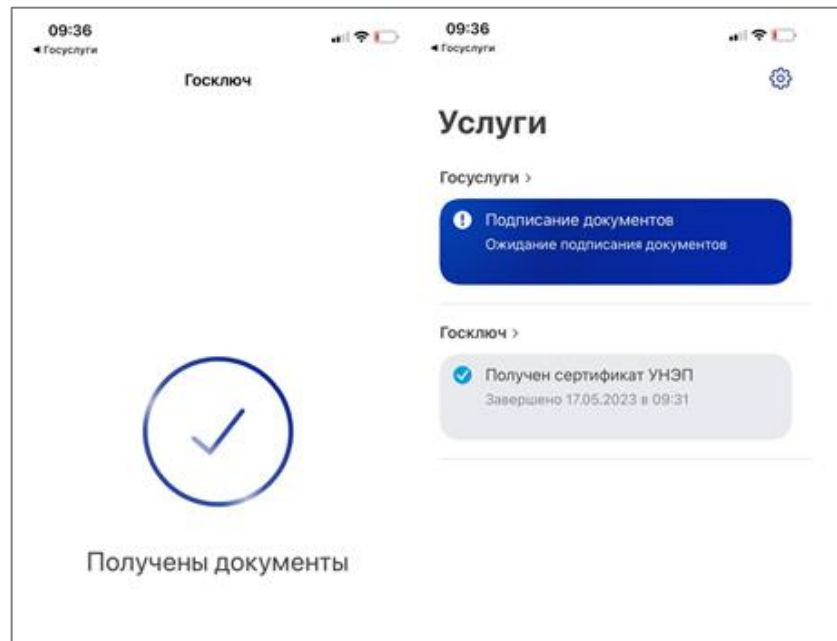 09:36
◄ Госуслуги
Госключ
Получены документы
09:36
◄ Госуслуги
Услуги
Госуслуги >
Подписание документов
Ожидание подписания документов
Госключ >
Получен сертификат УНЭП
Завершено 17.05.2023 в 09:31